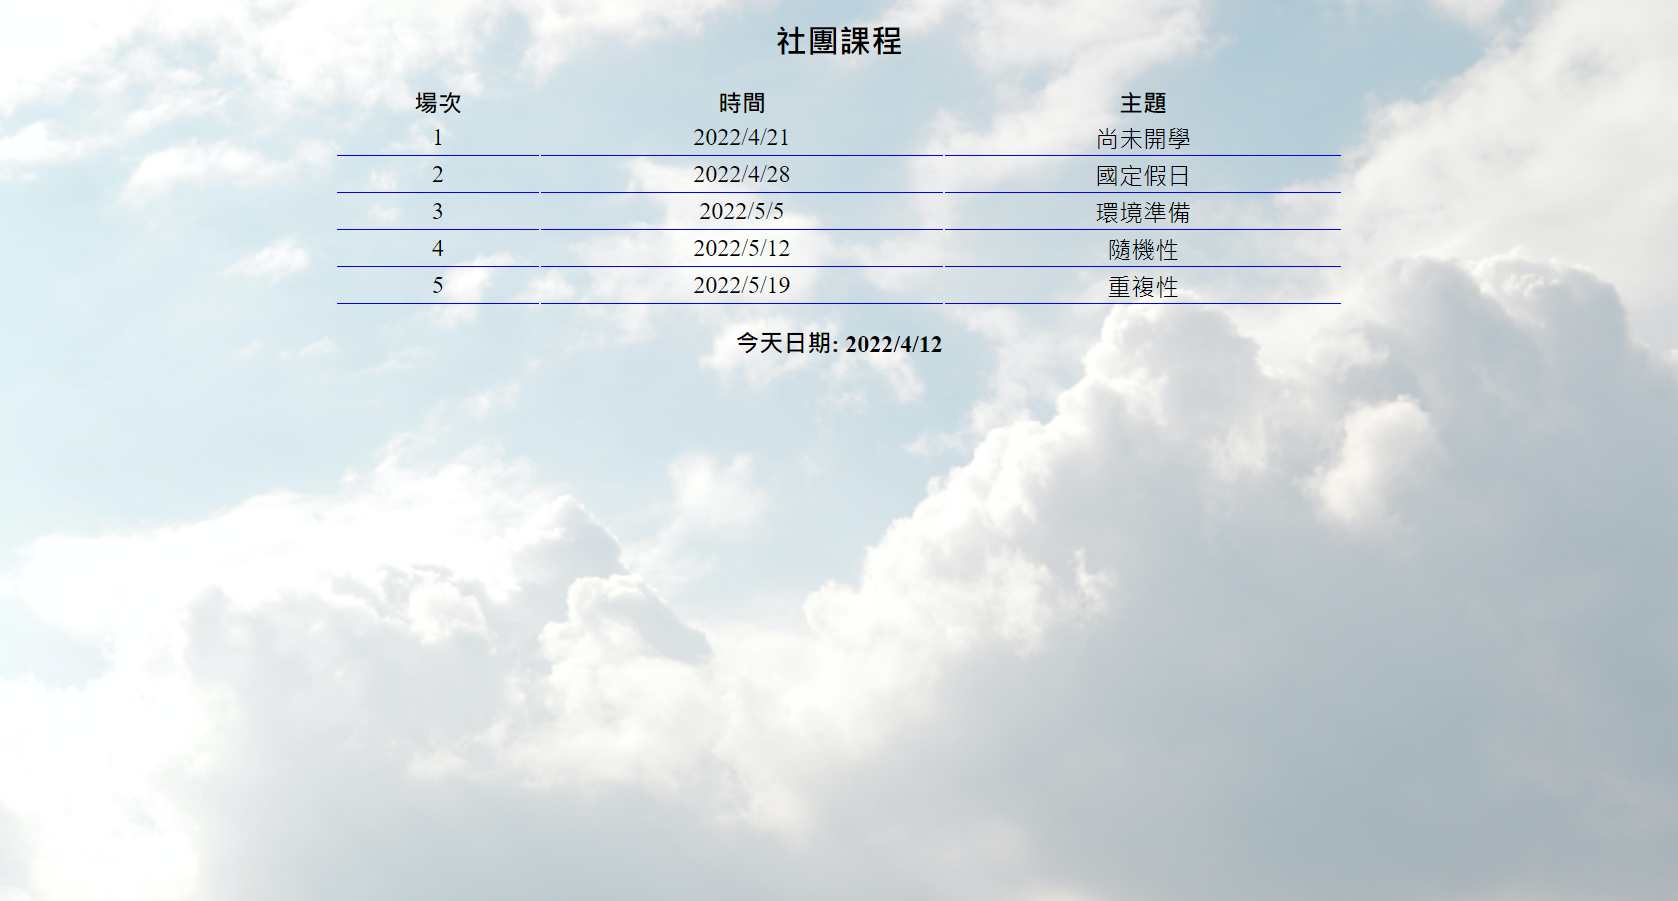 社團課程
場次 時間 主題
1 2022/4/21 尚未開學
2 2022/4/28 國定假日
3 2022/5/5 環境準備
4 2022/5/12 隨機性
5 2022/5/19 重複性
今天日期: 2022/4/12